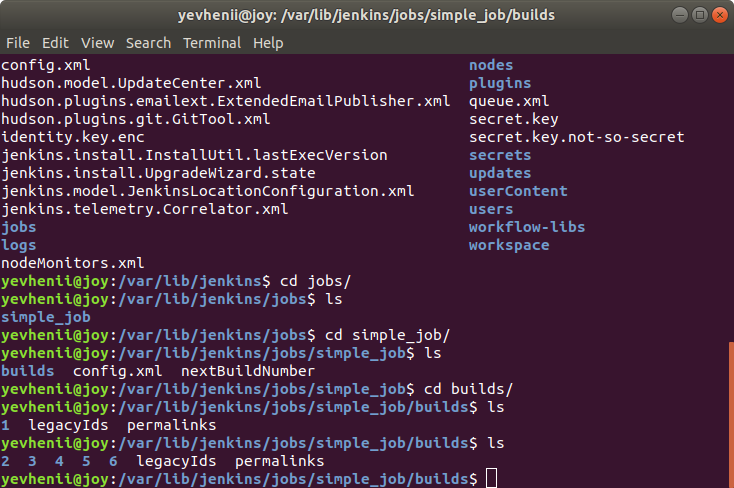 yevhenii@joy: /var/lib/jenkins/jobs/simple_job/builds
File Edit View Search Terminal Help
config.xml nodes
hudson.model.UpdateCenter.xml plugins
hudson.plugins.emailext.ExtendedEmailPublisher.xml queue.xml
hudson.plugins.git.GitTool.xml secret.key
identity.key.enc secret.key.not-so-secret
jenkins.install.InstallUtil.lastExecVersion secrets
jenkins.install.UpgradeWizard.state updates
jenkins.model.JenkinsLocationConfiguration.xml userContent
jenkins.telemetry.Correlator.xml users
jobs workflow-libs
logs workspace
nodeMonitors.xml
yevhenii@joy:/var/lib/jenkins$ cd jobs/
yevhenii@joy:/var/lib/jenkins/jobs$ ls
simple_job
yevhenii@joy:/var/lib/jenkins/jobs$ cd simple_job/
yevhenii@joy:/var/lib/jenkins/jobs/simple_job$ ls
builds config.xml nextBuildNumber
yevhenii@joy:/var/lib/jenkins/jobs/simple_job$ cd builds/
yevhenii@joy:/var/lib/jenkins/jobs/simple_job/builds$ ls
1 legacyIds permalinks
yevhenii@joy:/var/lib/jenkins/jobs/simple_job/builds$ ls
2 3 4 5 6 legacyIds permalinks
yevhenii@joy:/var/lib/jenkins/jobs/simple_job/builds$